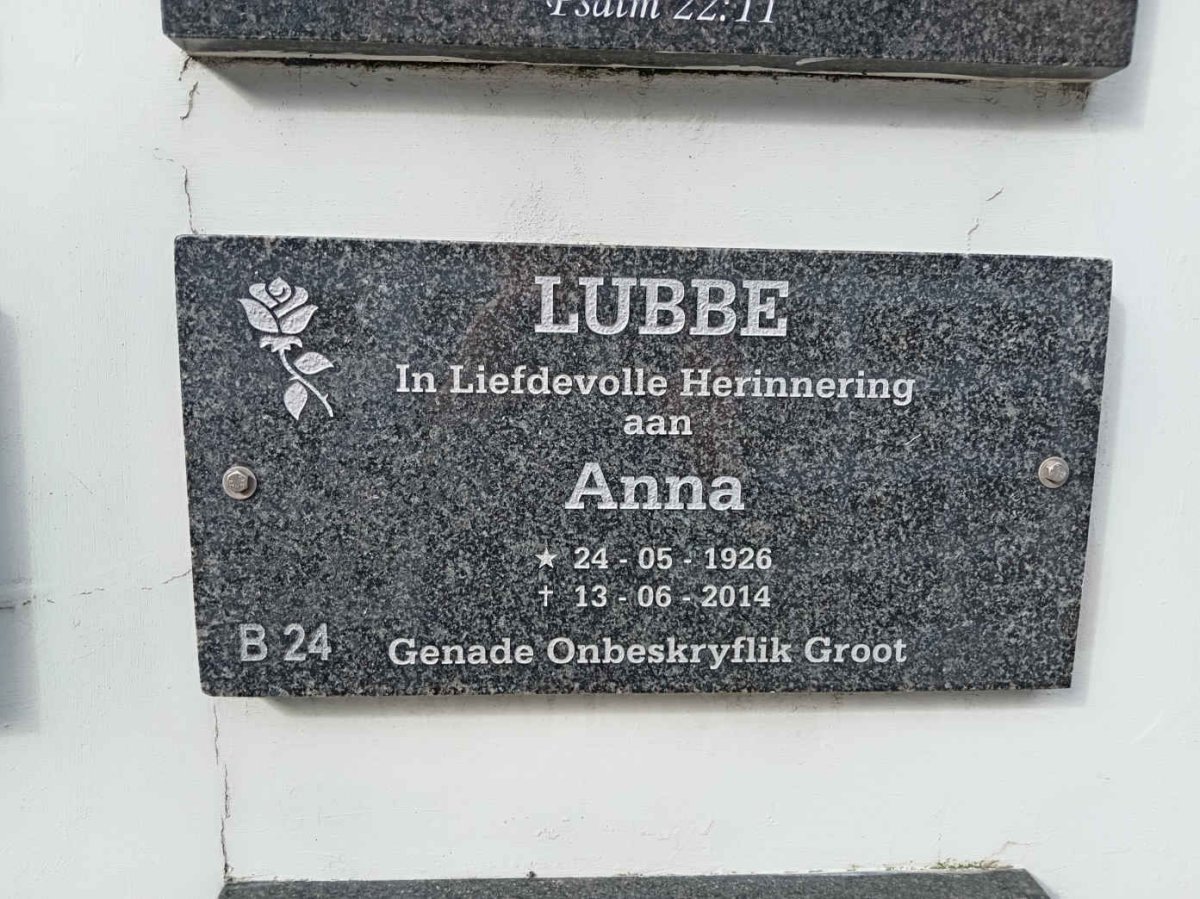 Psalm 22:11
LUBBE
In Liefdevolle Herinnering
aan
Anna
★ 24 - 05 - 1926
✝ 13 - 06 - 2014
B 24 Genade Onbeskryflik Groot